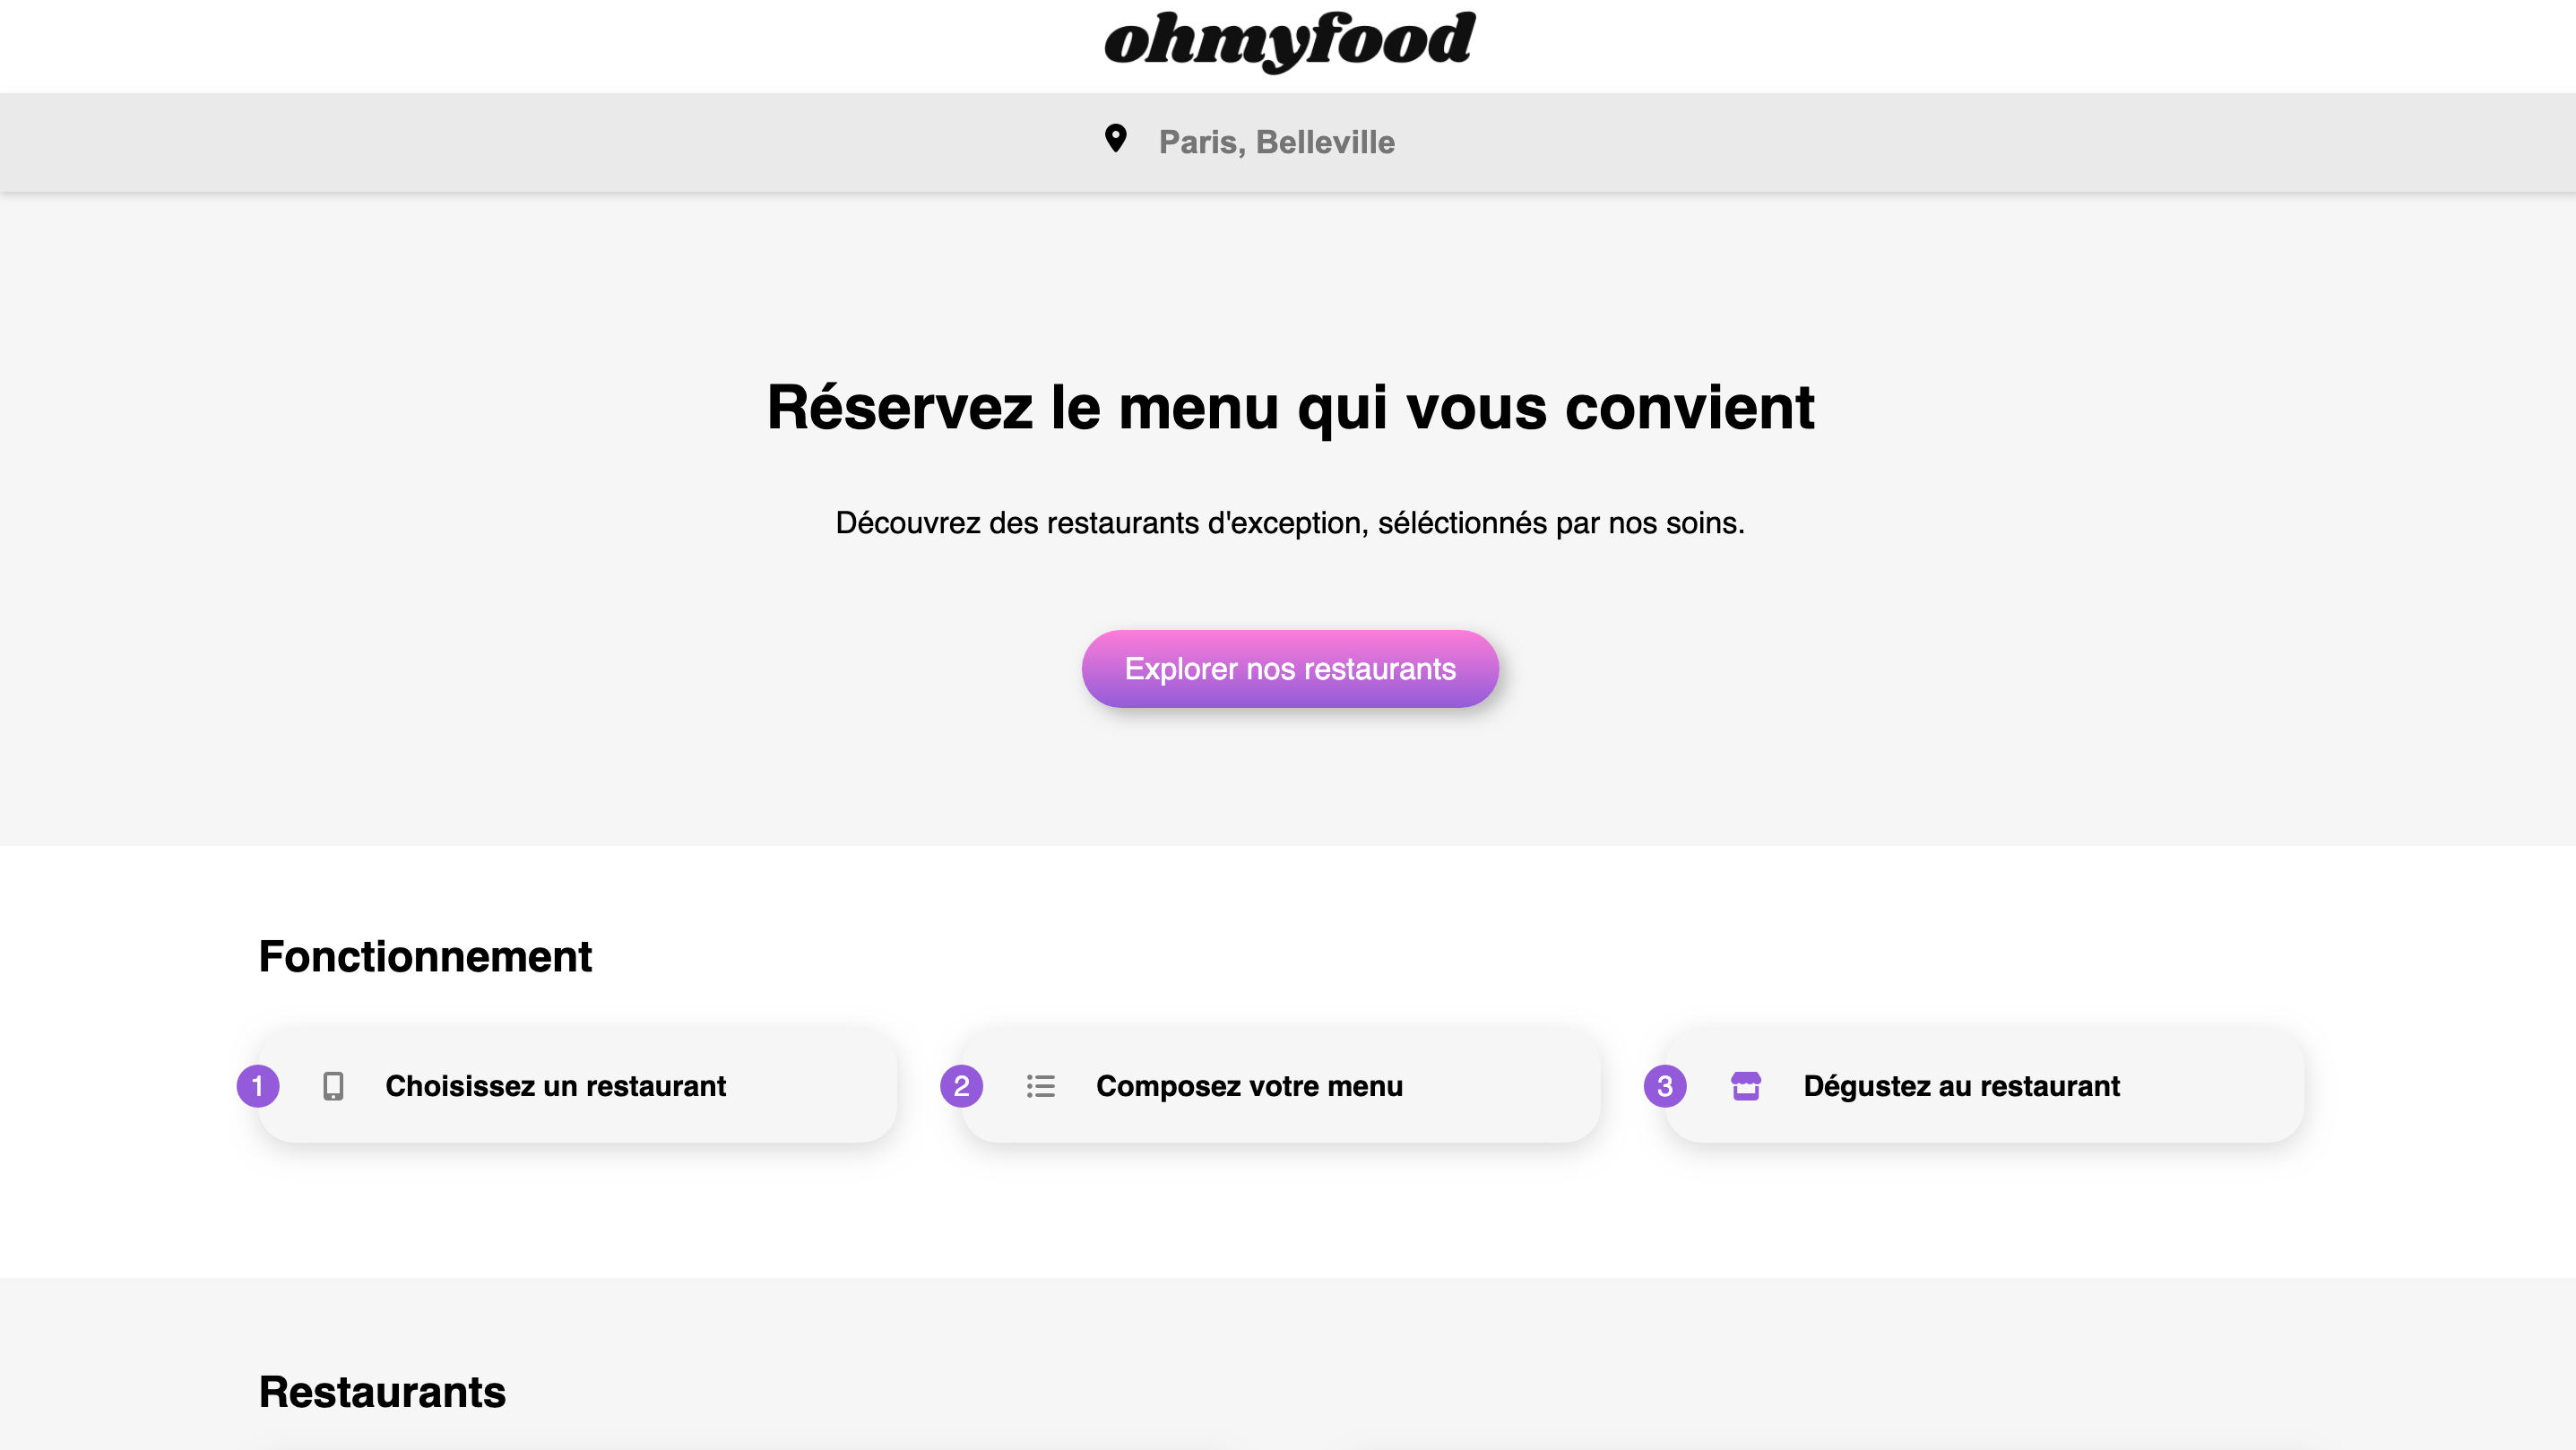 ohmyfood
Paris, Belleville
Réservez le menu qui vous convient
Découvrez des restaurants d'exception, séléctionnés par nos soins.
Explorer nos restaurants
Fonctionnement
1 Choisissez un restaurant
2 Composez votre menu
3 Dégustez au restaurant
Restaurants